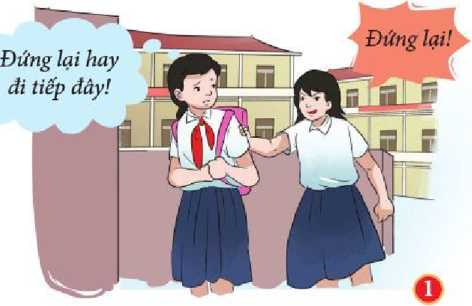 Đứng lại hay
đi tiếp đây!
Đứng lại!
1